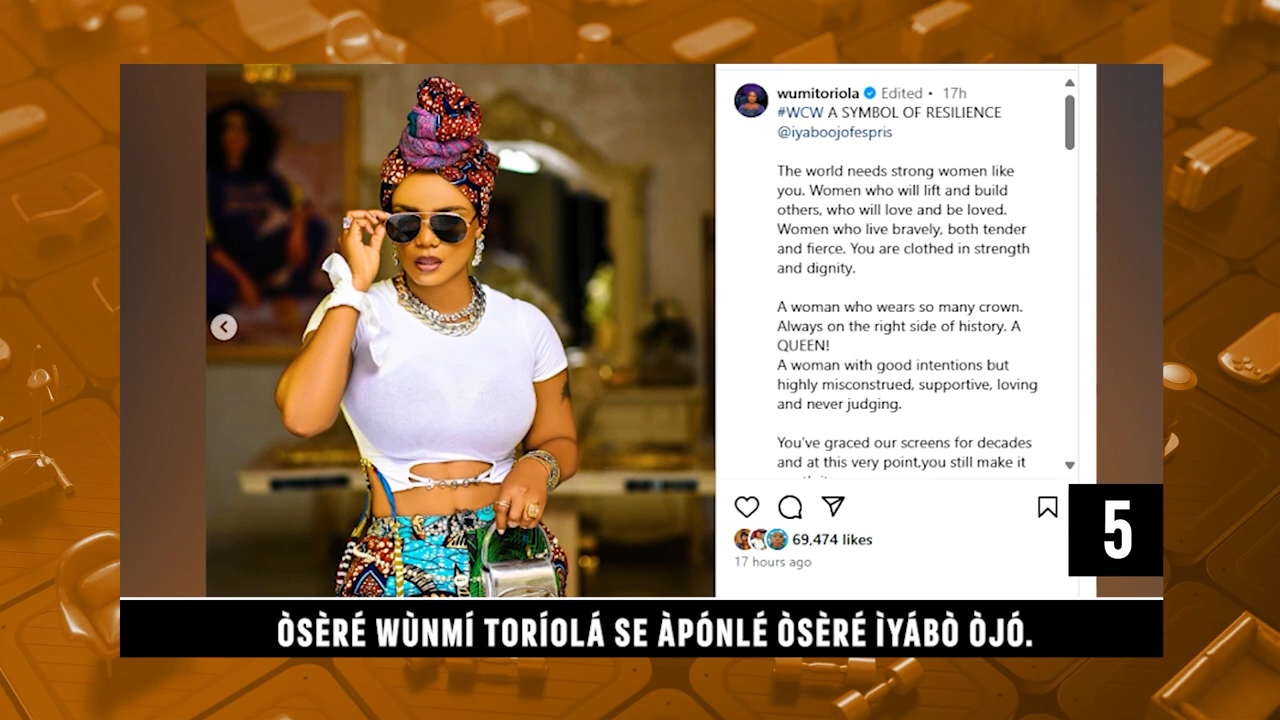 wumitoriola Edited • 17h
#WCW A SYMBOL OF RESILIENCE
@iyaboojofespris
The world needs strong women like
you. Women who will lift and build
others, who will love and be loved.
Women who live bravely, both tender
and fierce. You are clothed in strength
and dignity.
A woman who wears so many crown.
Always on the right side of history. A
QUEEN!
A woman with good intentions but
highly misconstrued, supportive, loving
and never judging.
You've graced our screens for decades
and at this very point,you still make it
69,474 likes
17 hours ago
5
ÒSÈRÉ WÙNMÍ TORÍOLÁ SE ÀPÓNLÉ ÒSÈRÉ ÌYÁBÒ ÒJÓ.